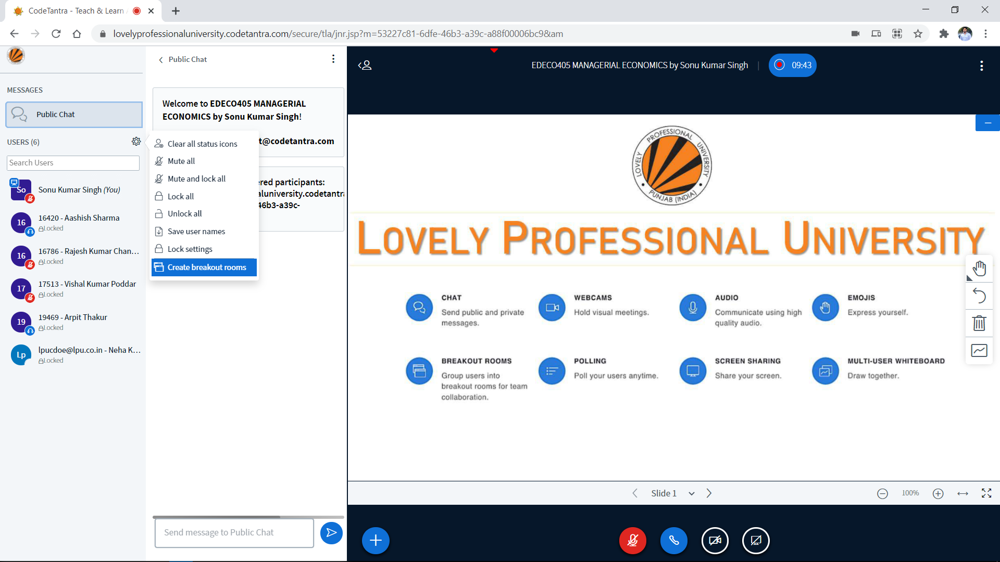 CodeTantra - Teach & Learn
lovelyprofessionaluniversity.codetantra.com/secure/tla/jnr.jsp?m=53227c81-6dfe-46b3-a39c-a88f00006bc9&am
MESSAGES
Public Chat
USERS (6)
Search Users
So
Sonu Kumar Singh (You)
16
16420 - Aashish Sharma
Locked
16
16786 - Rajesh Kumar Chan...
Locked
17
17513 - Vishal Kumar Poddar
Locked
19
19469 - Arpit Thakur
Locked
Lp
lpucdoe@lpu.co.in - Neha K...
Locked
Public Chat
Welcome to EDECO405 MANAGERIAL
ECONOMICS by Sonu Kumar Singh!
t@codetantra.com
ered participants:
aluniversity.codetantra
46b3-a39c-
Clear all status icons
Mute all
Mute and lock all
Lock all
Unlock all
Save user names
Lock settings
Create breakout rooms
Send message to Public Chat
EDECO405 MANAGERIAL ECONOMICS by Sonu Kumar Singh
09:43
LOVELY PROFESSIONAL UNIVERSITY
PUNJAB (INDIA)
LOVELY PROFESSIONAL UNIVERSITY
CHAT
Send public and private
messages.
WEBCAMS
Hold visual meetings.
AUDIO
Communicate using high
quality audio.
EMOJIS
Express yourself.
BREAKOUT ROOMS
Group users into
breakout rooms for team
collaboration.
POLLING
Poll your users anytime.
SCREEN SHARING
Share your screen.
MULTI-USER WHITEBOARD
Draw together.
Slide 1
100%